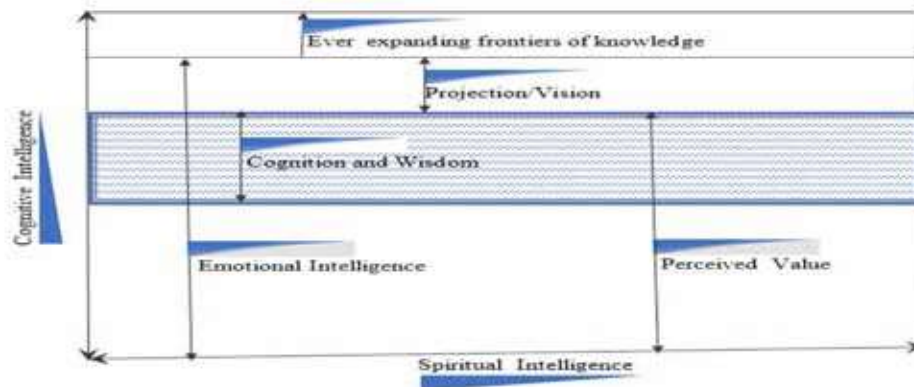 Ever expanding frontiers of knowledge
Projection/Vision
Cognitive Intelligence
Cognition and Wisdom
Emotional Intelligence
Perceived Value
Spiritual Intelligence